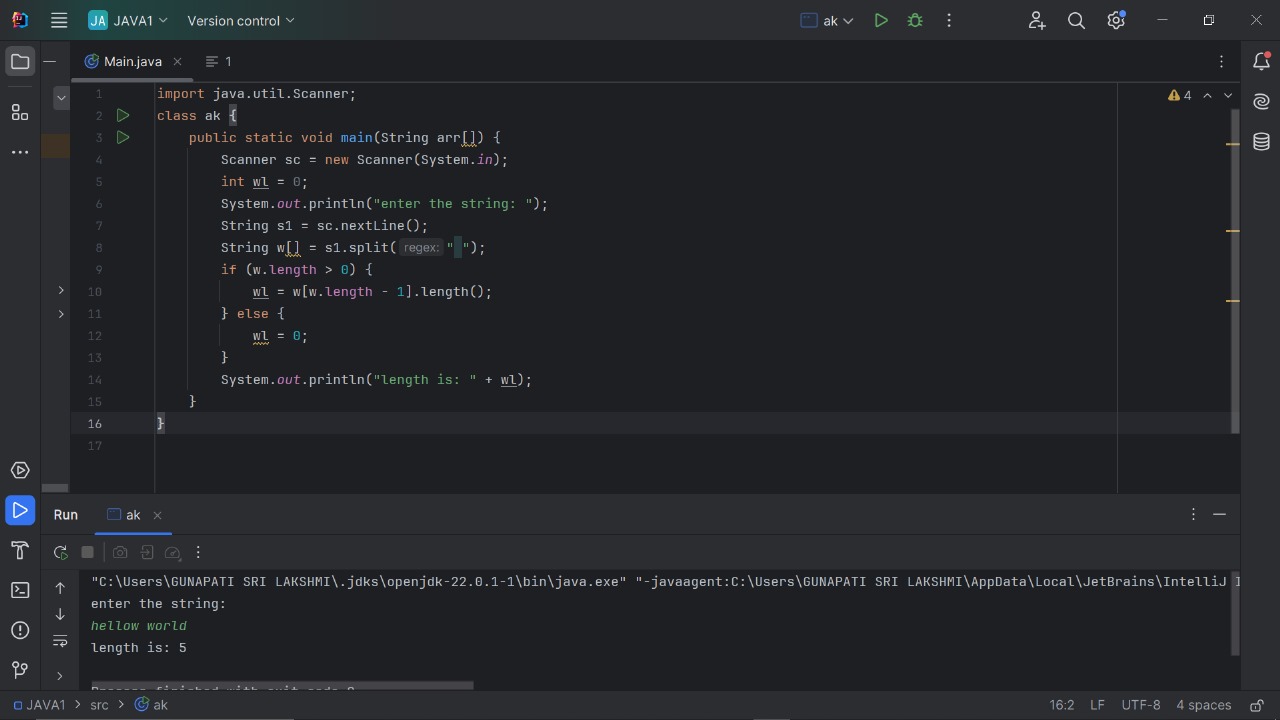 JA JAVA1 Version control ak
Main.java 1
4
1 import java.util.Scanner;
2 class ak {
3 public static void main(String arr[]) {
4 Scanner sc = new Scanner(System.in);
5 int wl = 0;
6 System.out.println("enter the string: ");
7 String s1 = sc.nextLine();
8 String w[] = s1.split( regex: " ");
9 if (w.length > 0) {
10 wl = w[w.length - 1].length();
11 } else {
12 wl = 0;
13 }
14 System.out.println("length is: " + wl);
15 }
16 }
17
Run ak
"C:\Users\GUNAPATI SRI LAKSHMI\.jdks\openjdk-22.0.1-1\bin\java.exe" "-javaagent:C:\Users\GUNAPATI SRI LAKSHMI\AppData\Local\JetBrains\IntelliJ I
enter the string:
hellow world
length is: 5
Process finished with exit code 0
JAVA1 > src > ak 16:2 LF UTF-8 4 spaces